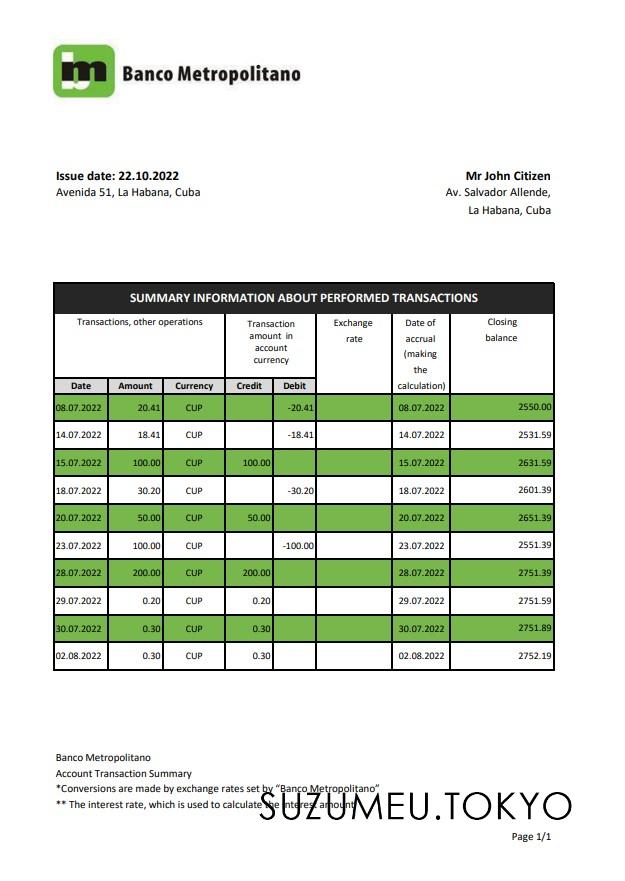 bm Banco Metropolitano
Issue date: 22.10.2022
Avenida 51, La Habana, Cuba
Mr John Citizen
Av. Salvador Allende,
La Habana, Cuba
SUMMARY INFORMATION ABOUT PERFORMED TRANSACTIONS
Transactions, other operations
Transaction
amount in
account
currency
Exchange
rate
Date of
accrual
(making
the
calculation)
Closing
balance
Date Amount Currency Credit Debit
08.07.2022 20.41 CUP -20.41 08.07.2022 2550.00
14.07.2022 18.41 CUP -18.41 14.07.2022 2531.59
15.07.2022 100.00 CUP 100.00 15.07.2022 2631.59
18.07.2022 30.20 CUP -30.20 18.07.2022 2601.39
20.07.2022 50.00 CUP 50.00 20.07.2022 2651.39
23.07.2022 100.00 CUP -100.00 23.07.2022 2551.39
28.07.2022 200.00 CUP 200.00 28.07.2022 2751.39
29.07.2022 0.20 CUP 0.20 29.07.2022 2751.59
30.07.2022 0.30 CUP 0.30 30.07.2022 2751.89
02.08.2022 0.30 CUP 0.30 02.08.2022 2752.19
Banco Metropolitano
Account Transaction Summary
*Conversions are made by exchange rates set by “Banco Metropolitano”
** The interest rate, which is used to calculate the interest amount
SUZUMEU.TOKYO
Page 1/1